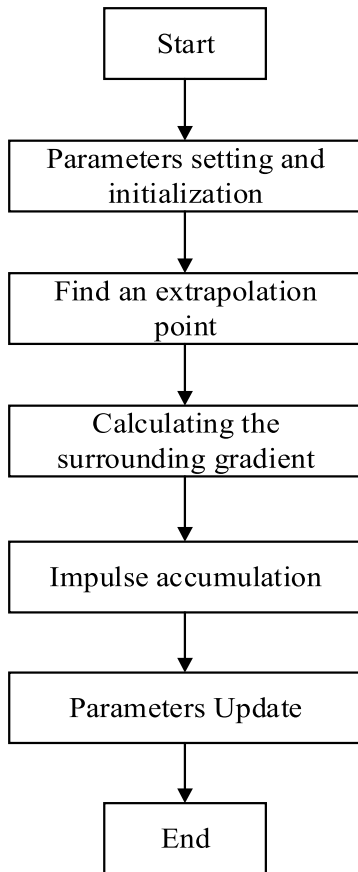 Start
Parameters setting and
initialization
Find an extrapolation
point
Calculating the
surrounding gradient
Impulse accumulation
Parameters Update
End